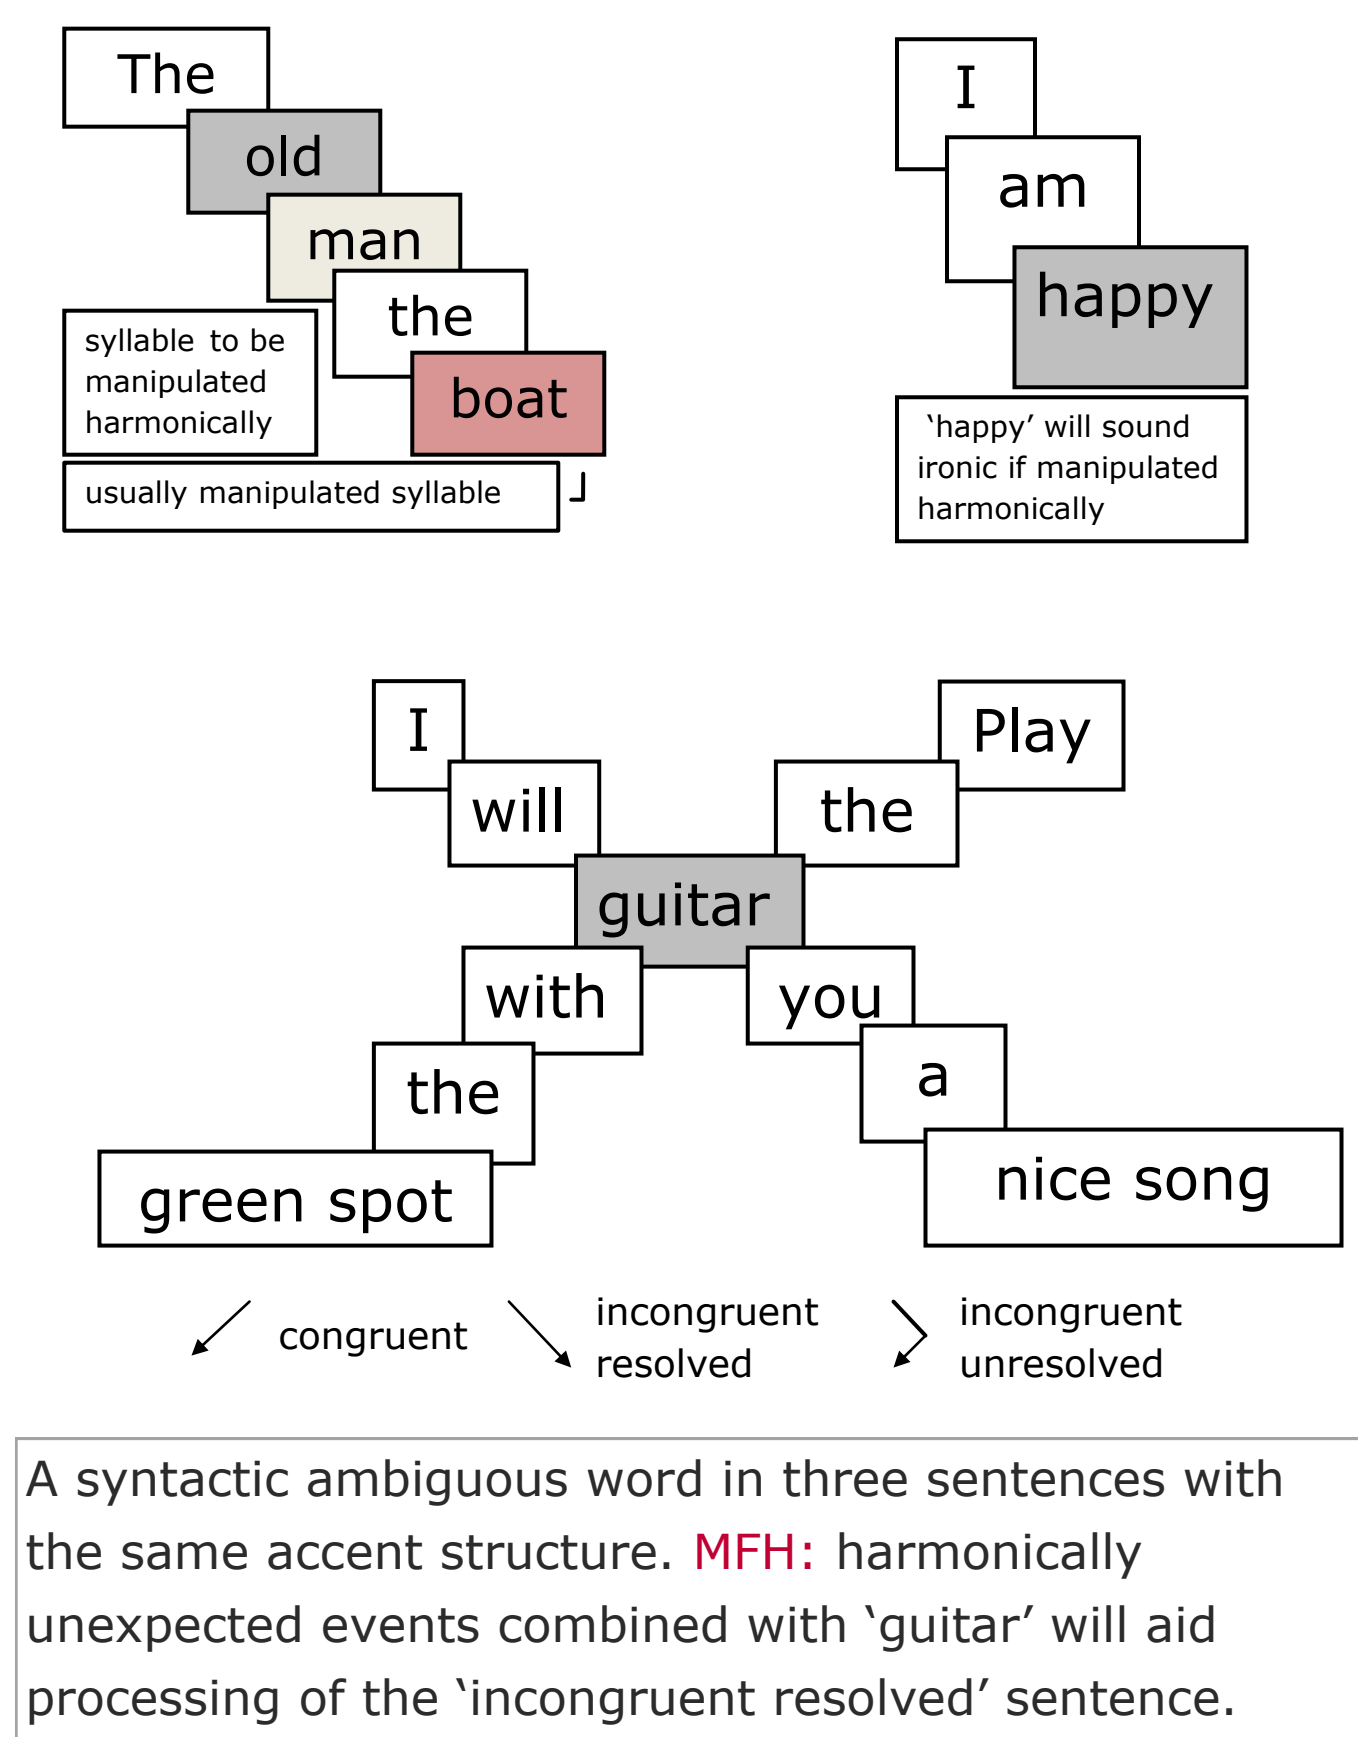 The
old
man
the
boat
syllable to be
manipulated
harmonically
usually manipulated syllable
I
am
happy
‘happy’ will sound
ironic if manipulated
harmonically
I
will
Play
the
guitar
with
the
green spot
you
a
nice song
congruent
incongruent
resolved
incongruent
unresolved
A syntactic ambiguous word in three sentences with
the same accent structure. MFH: harmonically
unexpected events combined with ‘guitar’ will aid
processing of the ‘incongruent resolved’ sentence.